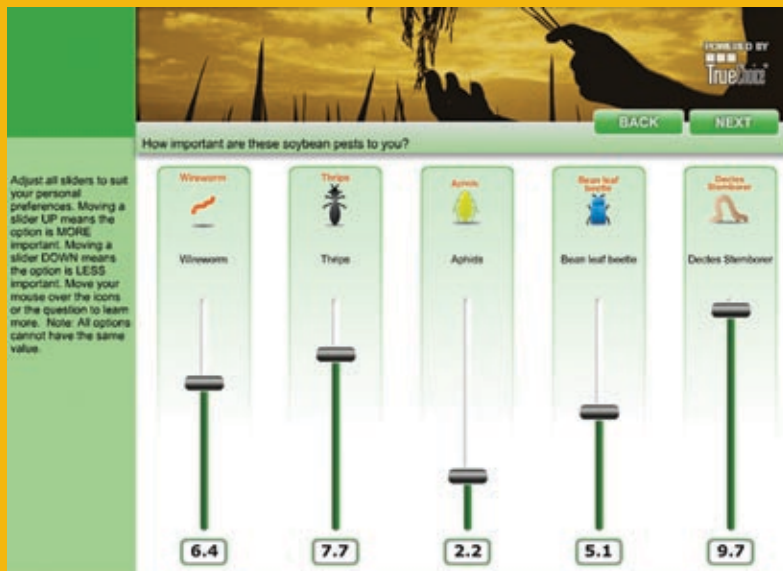 POWERED BY
TrueChoice
BACK
NEXT
How important are these soybean pests to you?
Adjust all sliders to suit
your personal
preferences. Moving a
slider UP means the
option is MORE
important. Moving a
slider DOWN means
the option is LESS
important. Move your
mouse over the icons
or the question to learn
more. Note: All options
cannot have the same
value.
Wireworm
Thrips
Aphids
Bean leaf
beetle
Dectes
Stemborer
Wireworm
Thrips
Aphids
Bean leaf beetle
Dectes Stemborer
6.4
7.7
2.2
5.1
9.7